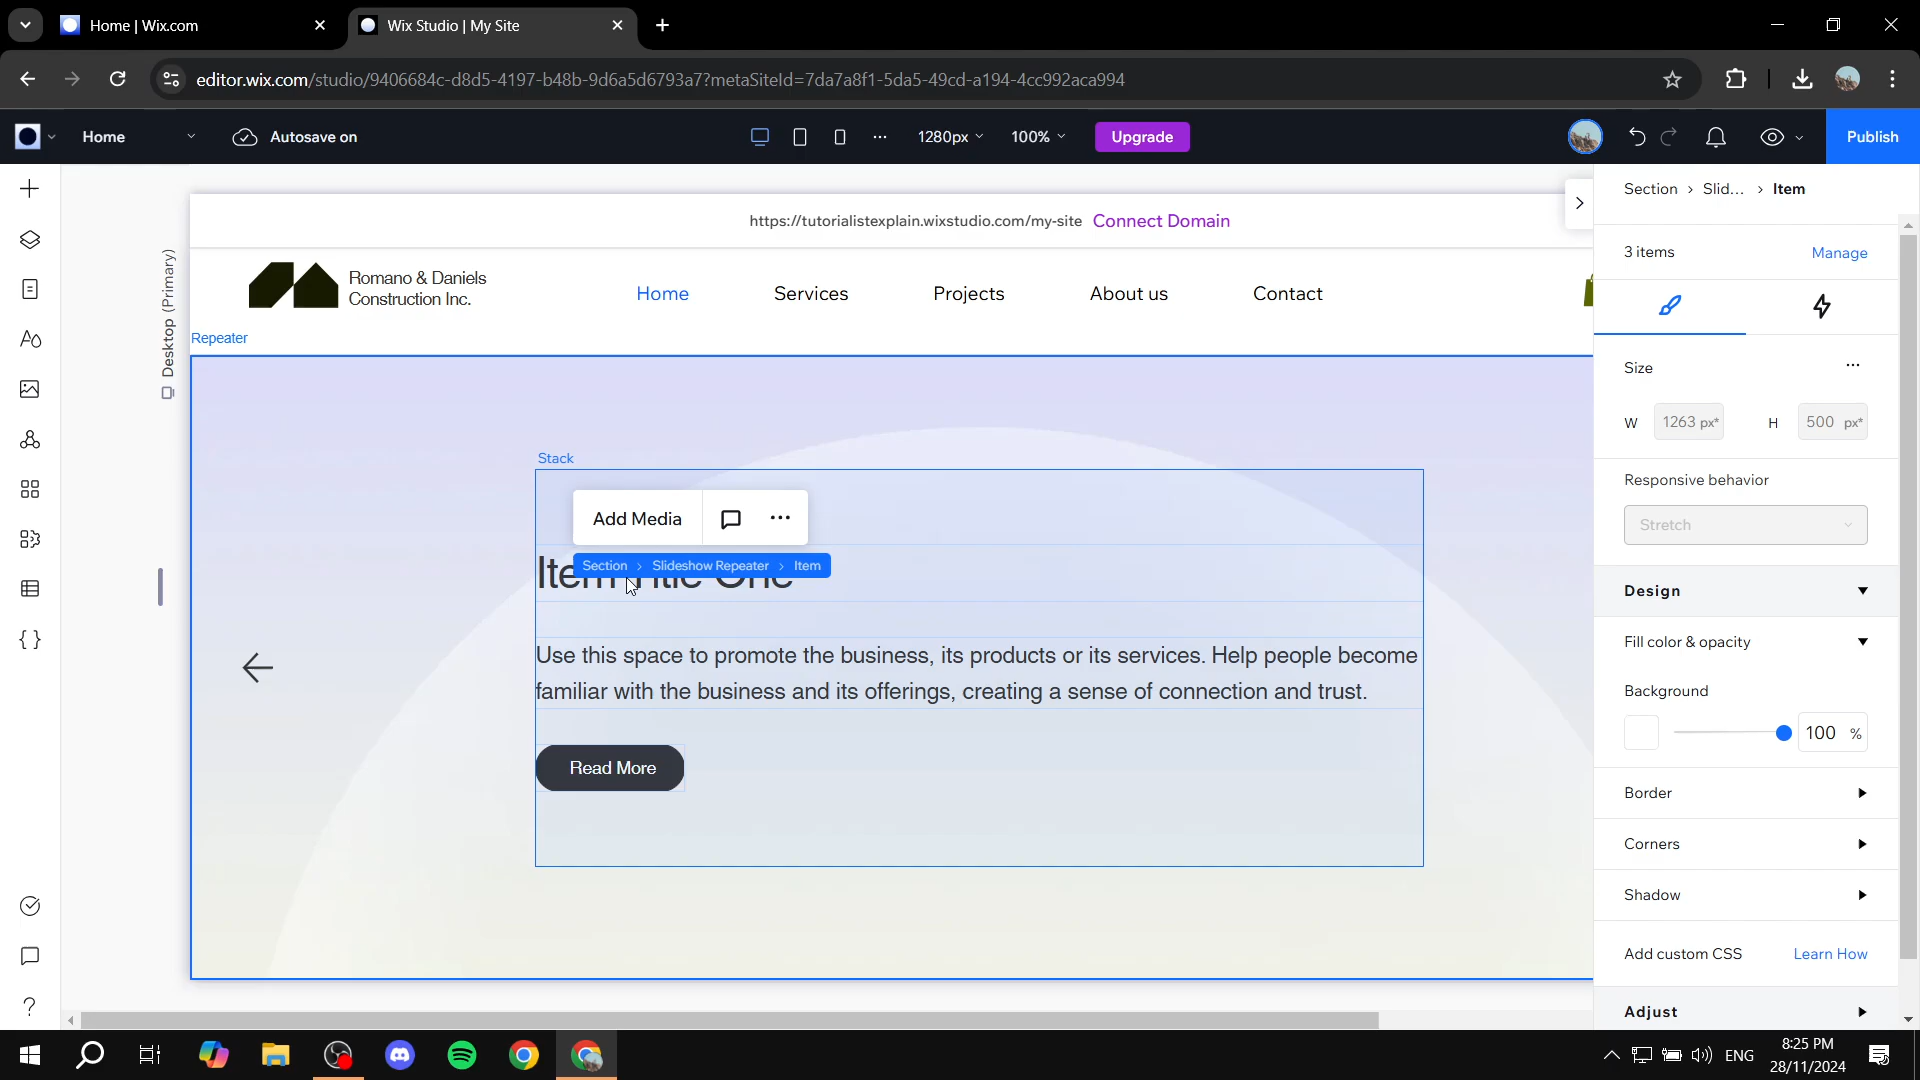 Home | Wix.com
Wix Studio | My Site
editor.wix.com/studio/9406684c-d8d5-4197-b48b-9d6a5d6793a7?metaSiteId=7da7a8f1-5da5-49cd-a194-4cc992aca994
Home
Autosave on
1280px
100%
Upgrade
Publish
https://tutorialistexplain.wixstudio.com/my-site Connect Domain
Section > Slid... > Item
Desktop (Primary)
Romano & Daniels
Construction Inc.
Home
Services
Projects
About us
Contact
3 items
Manage
Repeater
Size
W 1263 px*
H 500 px*
Stack
Add Media
Section > Slideshow Repeater > Item
Item Title One
Use this space to promote the business, its products or its services. Help people become
familiar with the business and its offerings, creating a sense of connection and trust.
Read More
Responsive behavior
Stretch
Design
Fill color & opacity
Background
100 %
Border
Corners
Shadow
Add custom CSS
Learn How
Adjust
ENG
8:25 PM
28/11/2024